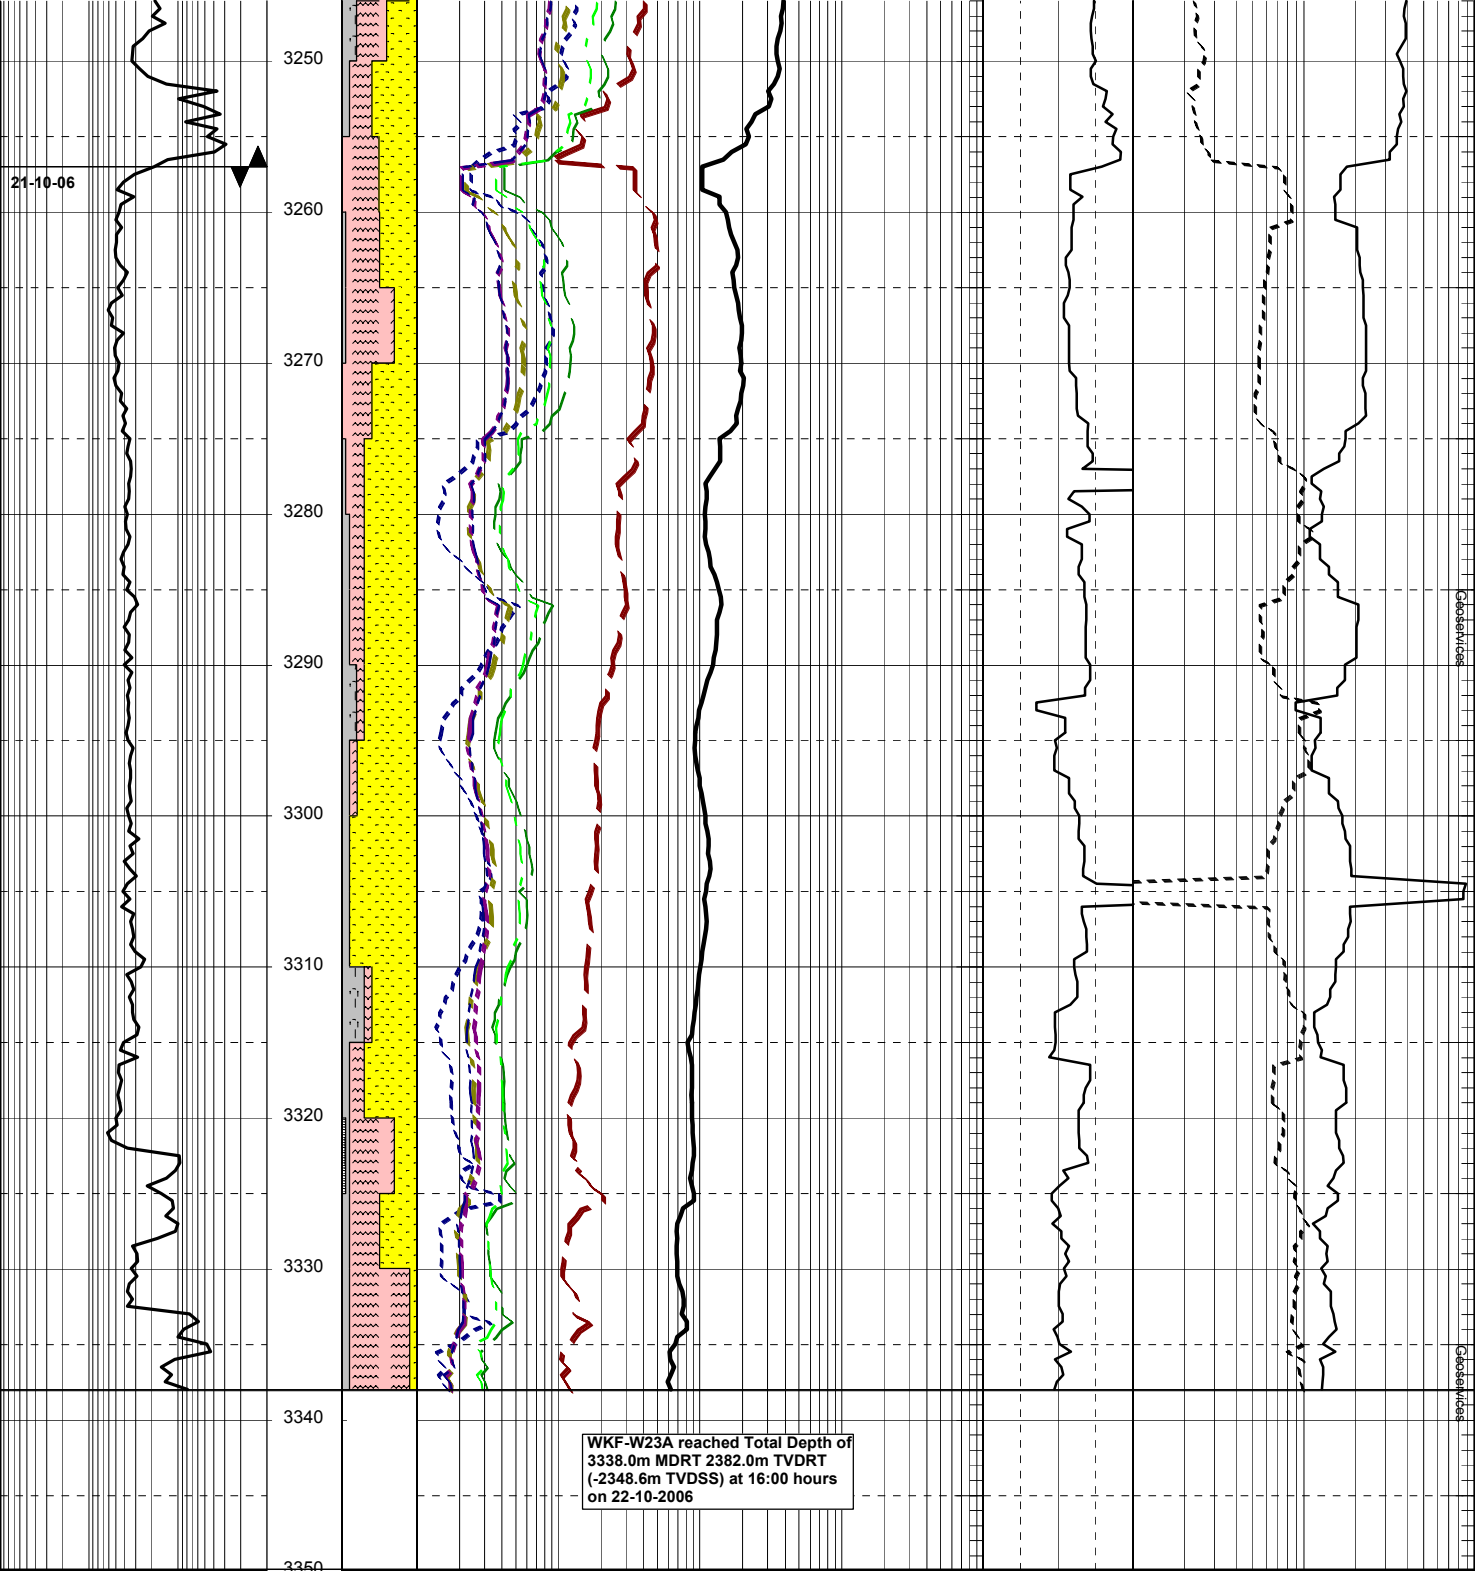 3250
21-10-06
3260
3270
3280
Geoservices
3290
3300
3310
3320
3330
Geoservices
3340
WKF-W23A reached Total Depth of
3338.0m MDRT 2382.0m TVDRT
(-2348.6m TVDSS) at 16:00 hours
on 22-10-2006
3350